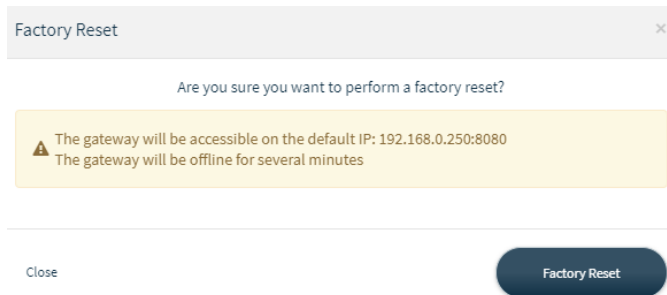 Factory Reset
×
Are you sure you want to perform a factory reset?
The gateway will be accessible on the default IP: 192.168.0.250:8080
The gateway will be offline for several minutes
Close
Factory Reset